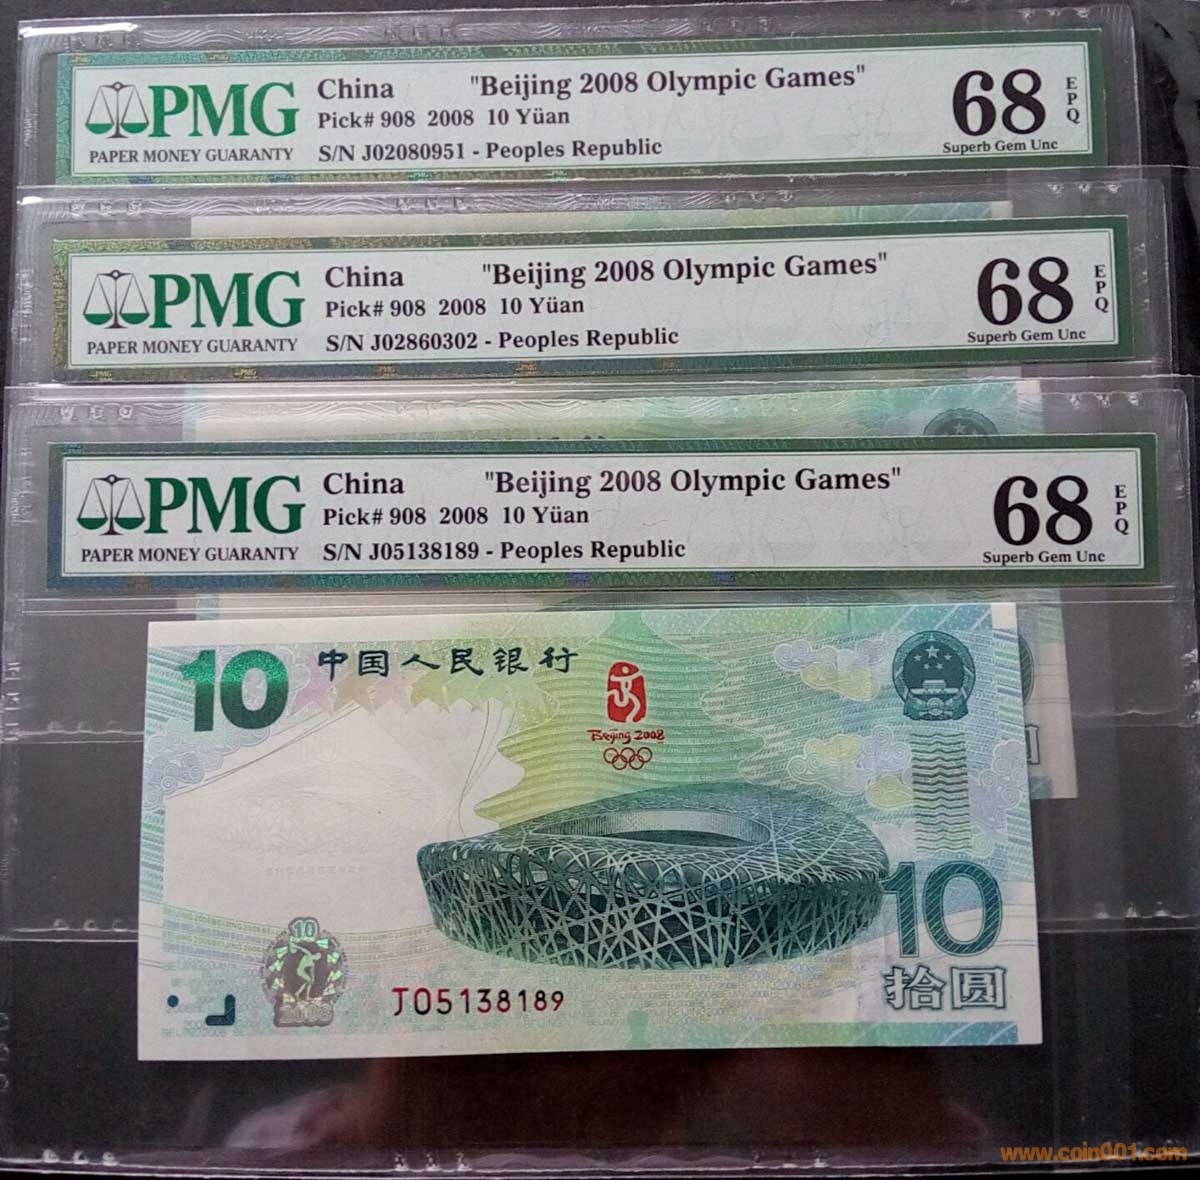 PMG
PAPER MONEY GUARANTY
China "Beijing 2008 Olympic Games"
Pick# 908 2008 10 Yüan
S/N J02080951 - Peoples Republic
68
EPQ
Superb Gem Unc
PMG
PAPER MONEY GUARANTY
China "Beijing 2008 Olympic Games"
Pick# 908 2008 10 Yüan
S/N J02860302 - Peoples Republic
68
EPQ
Superb Gem Unc
PMG
PAPER MONEY GUARANTY
China "Beijing 2008 Olympic Games"
Pick# 908 2008 10 Yüan
S/N J05138189 - Peoples Republic
68
EPQ
Superb Gem Unc
10 中国人民银行
Beijing 2008
10
拾圆
10
2008
J05138189
www.coin001.com